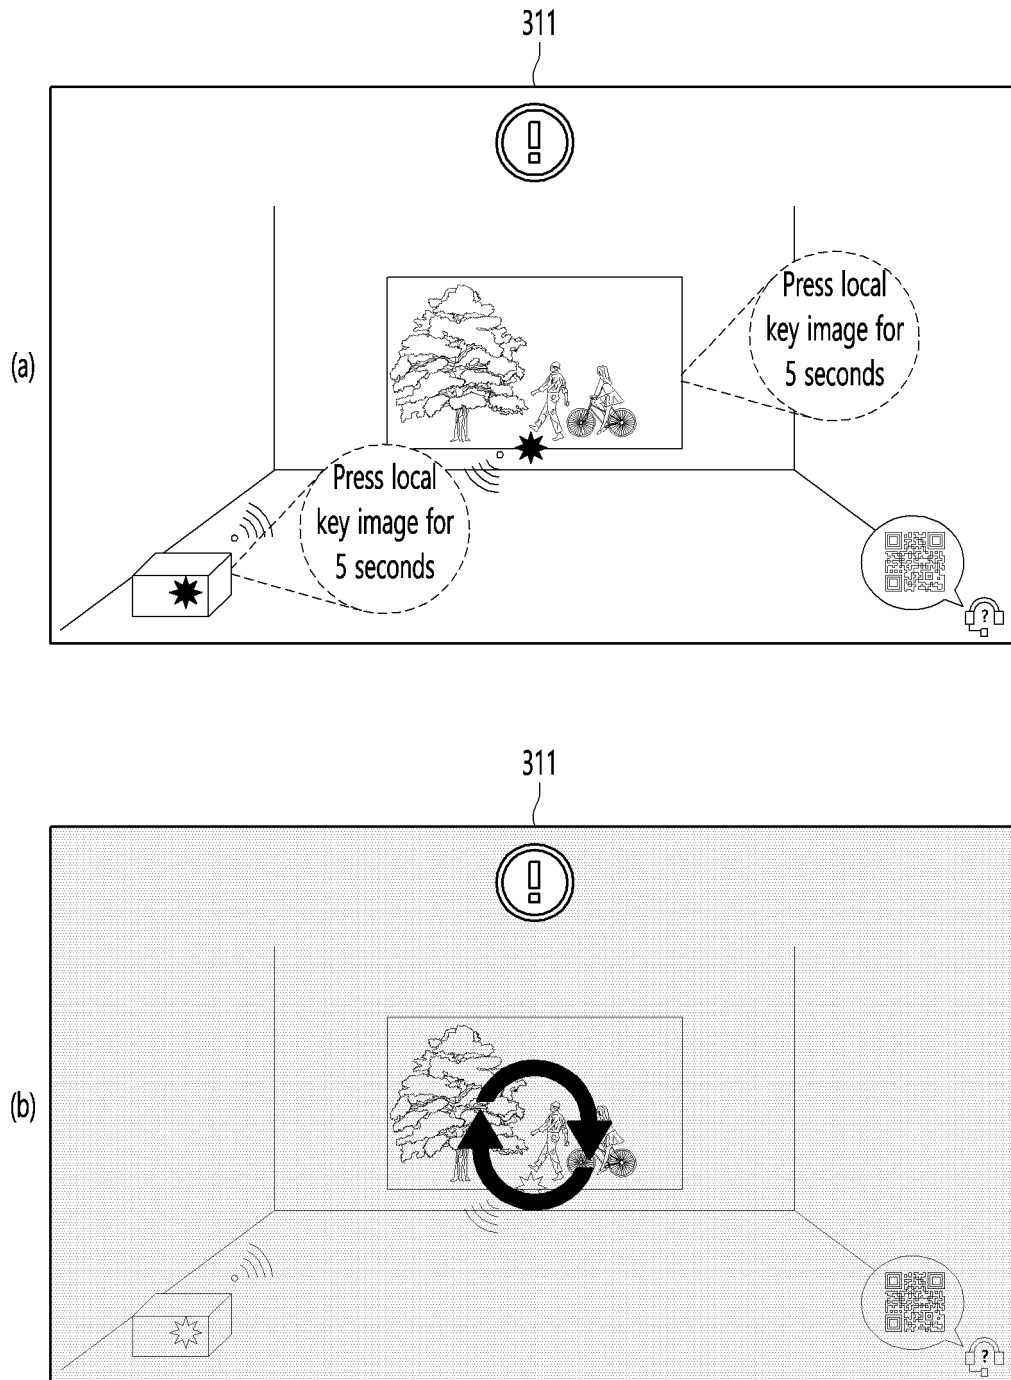 311
(a)
Press local
key image for
5 seconds
Press local
key image for
5 seconds
?
311
(b)
?